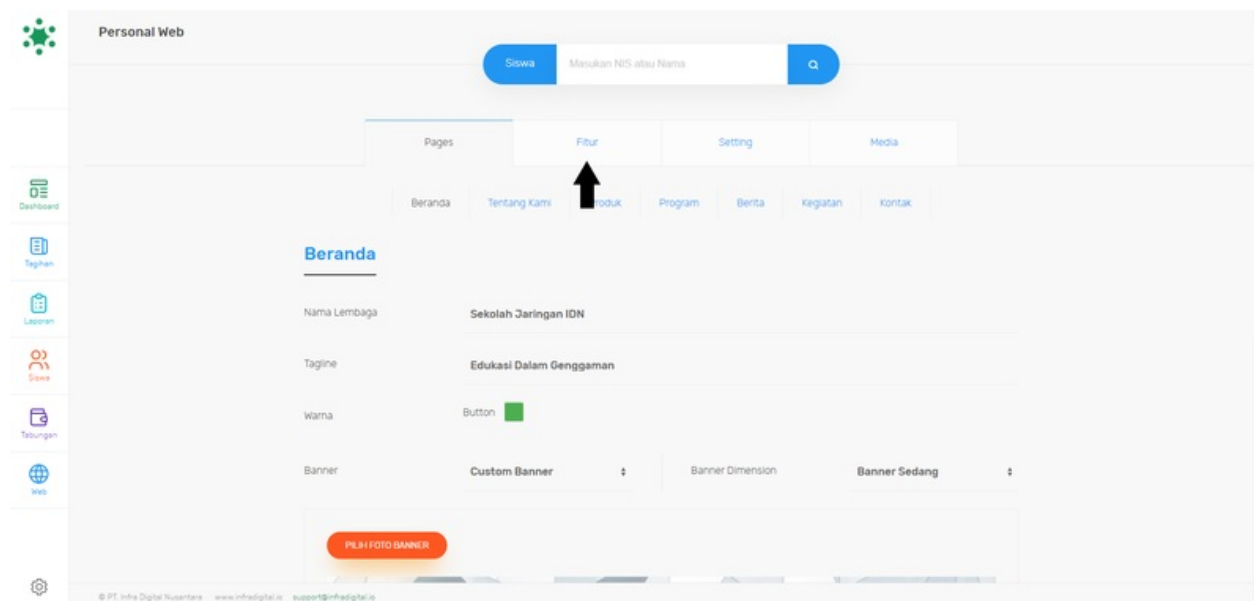 Personal Web
Siswa Masukan NIS atau Nama
Pages Fitur Setting Media
Beranda Tentang Kami Program Berita Kegiatan Kontak
Dashboard
Tagihan
Laporan
Siswa
Tabungan
Web
Beranda
Nama Lembaga Sekolah Jaringan IDN
Tagline Edukasi Dalam Genggaman
Warna Button
Banner Custom Banner Banner Dimension Banner Sedang
PILIH FOTO BANNER
© PT. Infra Digital Nusantara www.infradigital.io support@infradigital.io